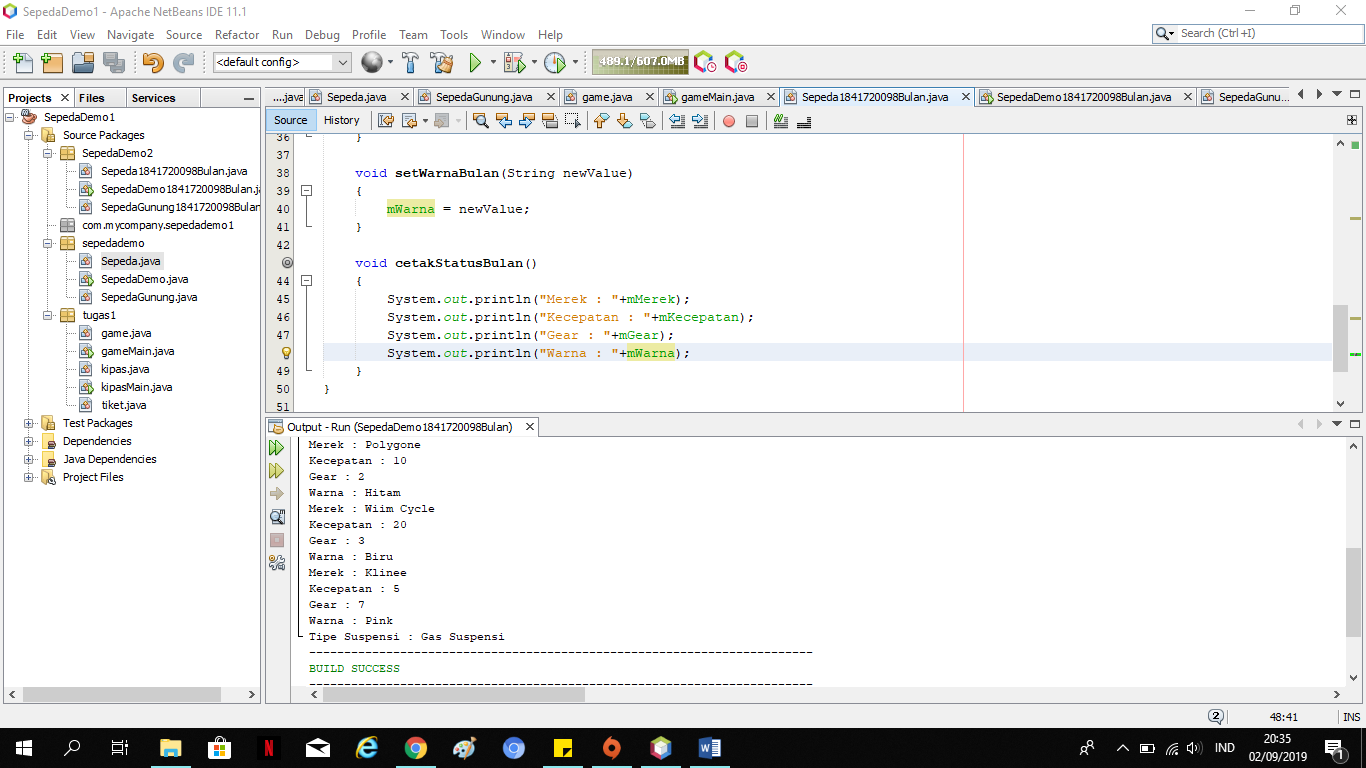 SepedaDemo1 - Apache NetBeans IDE 11.1
File Edit View Navigate Source Refactor Run Debug Profile Team Tools Window Help
Search (Ctrl+I)
<default config>
489.1/607.0MB
Projects Files Services
SepedaDemo1
Source Packages
SepedaDemo2
Sepeda1841720098Bulan.java
SepedaDemo1841720098Bulan.ja
SepedaGunung1841720098Bulan
com.mycompany.sepedademo1
sepedademo
Sepeda.java
SepedaDemo.java
SepedaGunung.java
tugas1
game.java
gameMain.java
kipas.java
kipasMain.java
tiket.java
Test Packages
Dependencies
Java Dependencies
Project Files
....java Sepeda.java SepedaGunung.java game.java gameMain.java Sepeda1841720098Bulan.java SepedaDemo1841720098Bulan.java SepedaGunu...
Source History
36 }
37
38 void setWarnaBulan(String newValue)
39 {
40 mWarna = newValue;
41 }
42
void cetakStatusBulan()
44 {
45 System.out.println("Merek : "+mMerek);
46 System.out.println("Kecepatan : "+mKecepatan);
47 System.out.println("Gear : "+mGear);
System.out.println("Warna : "+mWarna);
49 }
50 }
51
Output - Run (SepedaDemo1841720098Bulan)
Merek : Polygone
Kecepatan : 10
Gear : 2
Warna : Hitam
Merek : Wiim Cycle
Kecepatan : 20
Gear : 3
Warna : Biru
Merek : Klinee
Kecepatan : 5
Gear : 7
Warna : Pink
Tipe Suspensi : Gas Suspensi
------------------------------------------------------------------------
BUILD SUCCESS
------------------------------------------------------------------------
2 48:41 INS
IND
20:35
02/09/2019
1